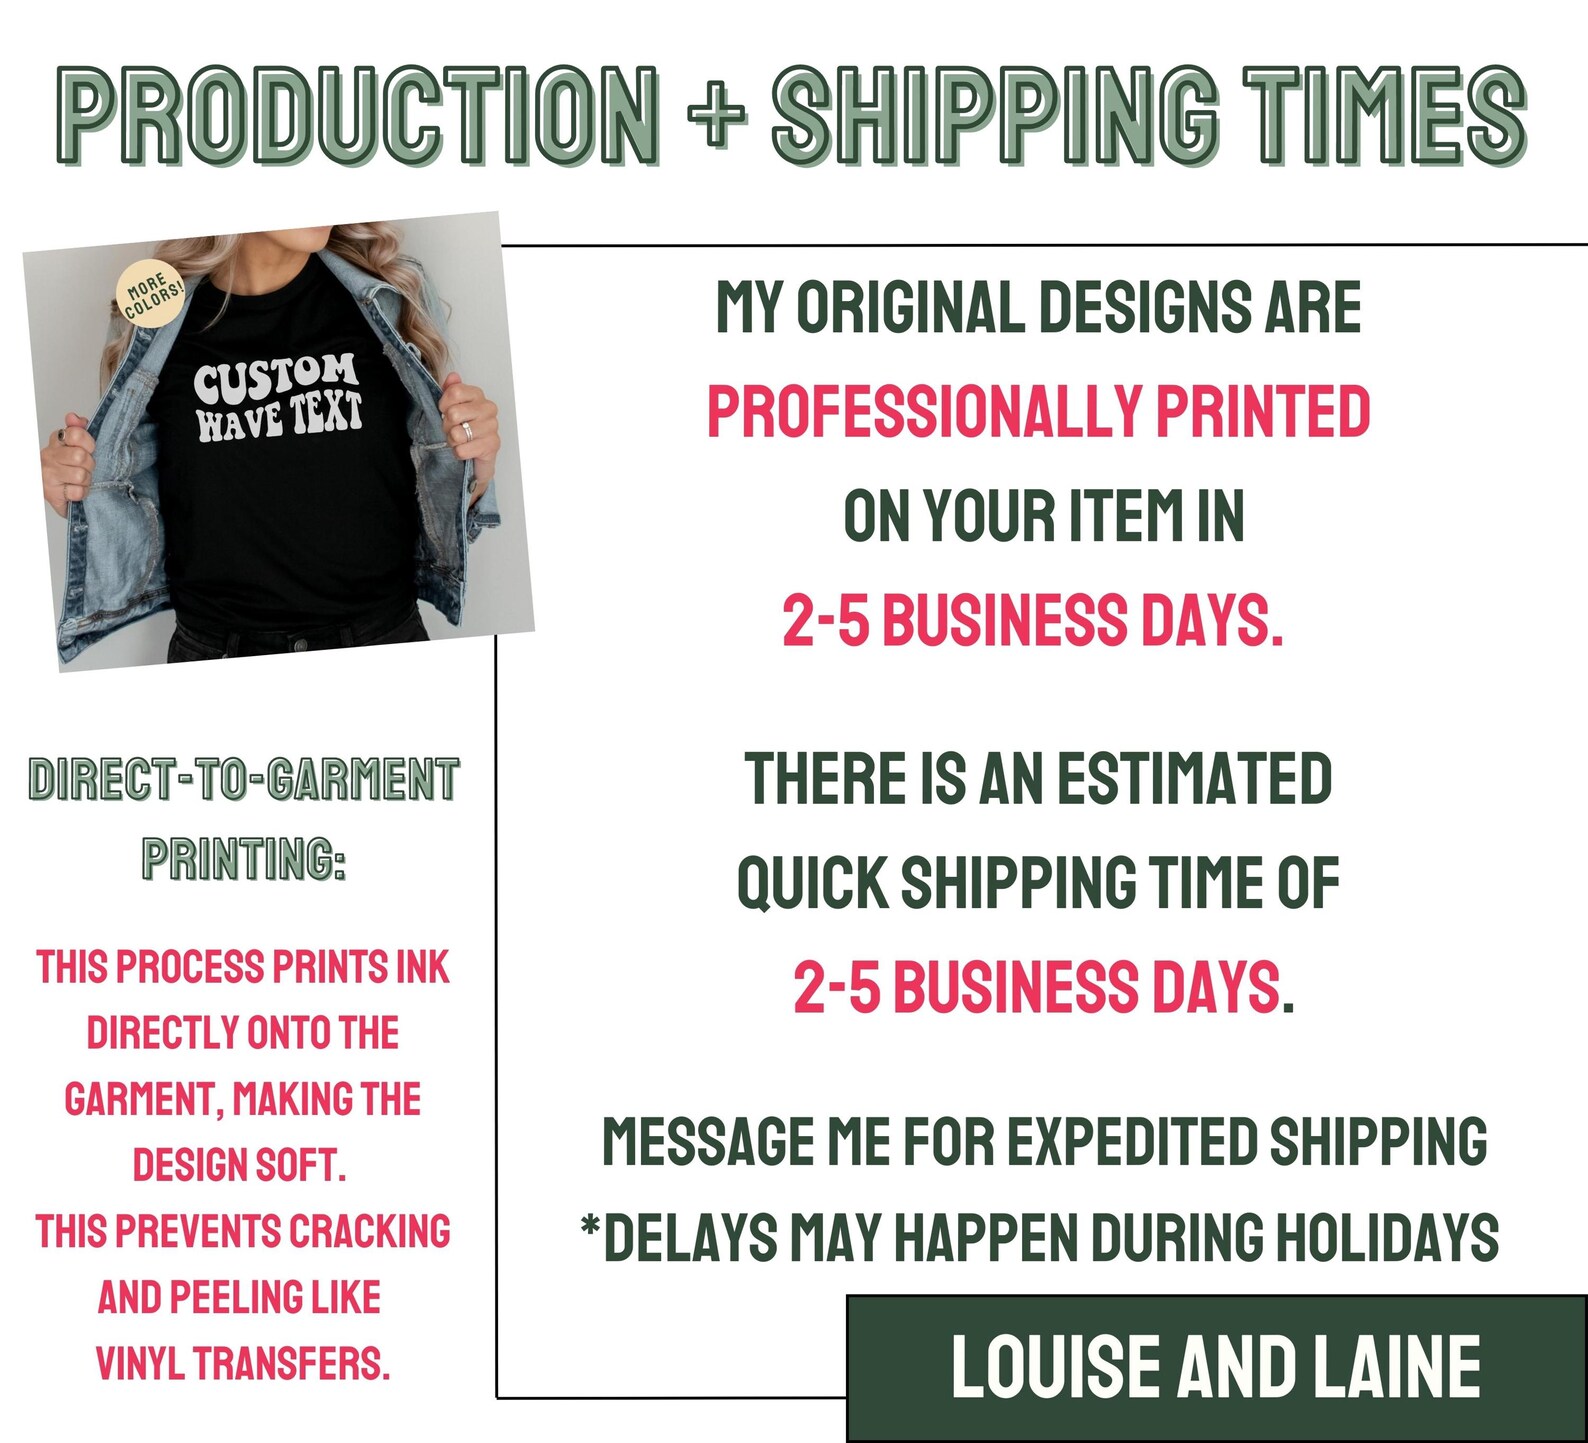 PRODUCTION + SHIPPING TIMES
MORE
COLORS!
CUSTOM
WAVE TEXT
DIRECT-TO-GARMENT
PRINTING:
THIS PROCESS PRINTS INK
DIRECTLY ONTO THE
GARMENT, MAKING THE
DESIGN SOFT.
THIS PREVENTS CRACKING
AND PEELING LIKE
VINYL TRANSFERS.
MY ORIGINAL DESIGNS ARE
PROFESSIONALLY PRINTED
ON YOUR ITEM IN
2-5 BUSINESS DAYS.
THERE IS AN ESTIMATED
QUICK SHIPPING TIME OF
2-5 BUSINESS DAYS.
MESSAGE ME FOR EXPEDITED SHIPPING
*DELAYS MAY HAPPEN DURING HOLIDAYS
LOUISE AND LAINE